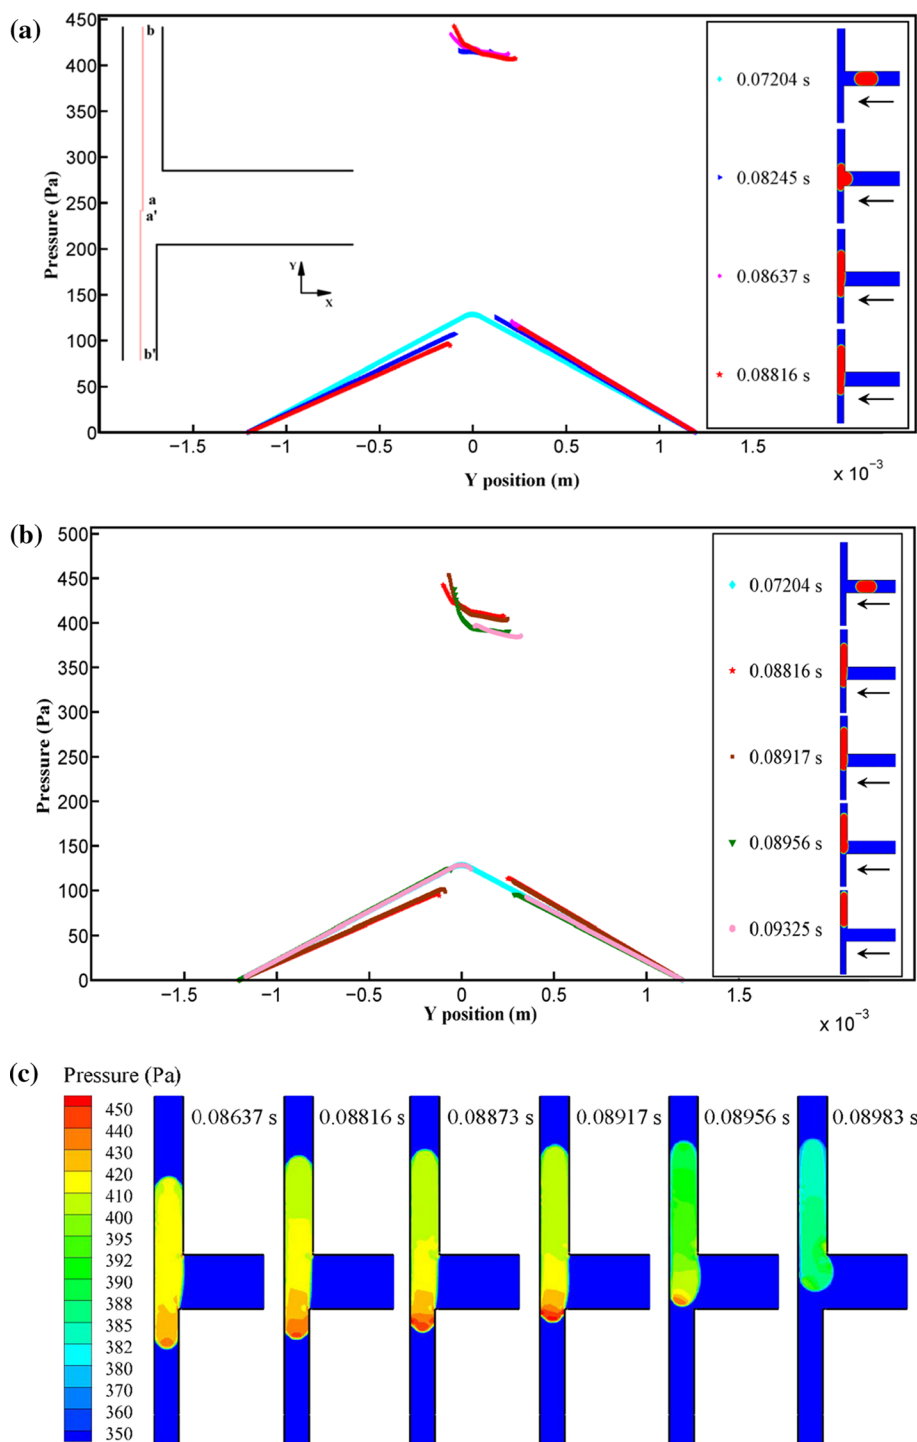 (a)
450
400
350
300
250
200
150
100
50
0
Pressure (Pa)
b
a
a'
b'
Y
X
−1.5
−1
−0.5
0
0.5
1
1.5
x 10⁻³
Y position (m)
0.07204 s
0.08245 s
0.08637 s
0.08816 s
(b)
500
450
400
350
300
250
200
150
100
50
0
Pressure (Pa)
−1.5
−1
−0.5
0
0.5
1
1.5
x 10⁻³
Y position (m)
0.07204 s
0.08816 s
0.08917 s
0.08956 s
0.09325 s
(c)
Pressure (Pa)
450
440
430
420
410
400
395
392
390
388
385
382
380
370
360
350
0.08637 s
0.08816 s
0.08873 s
0.08917 s
0.08956 s
0.08983 s